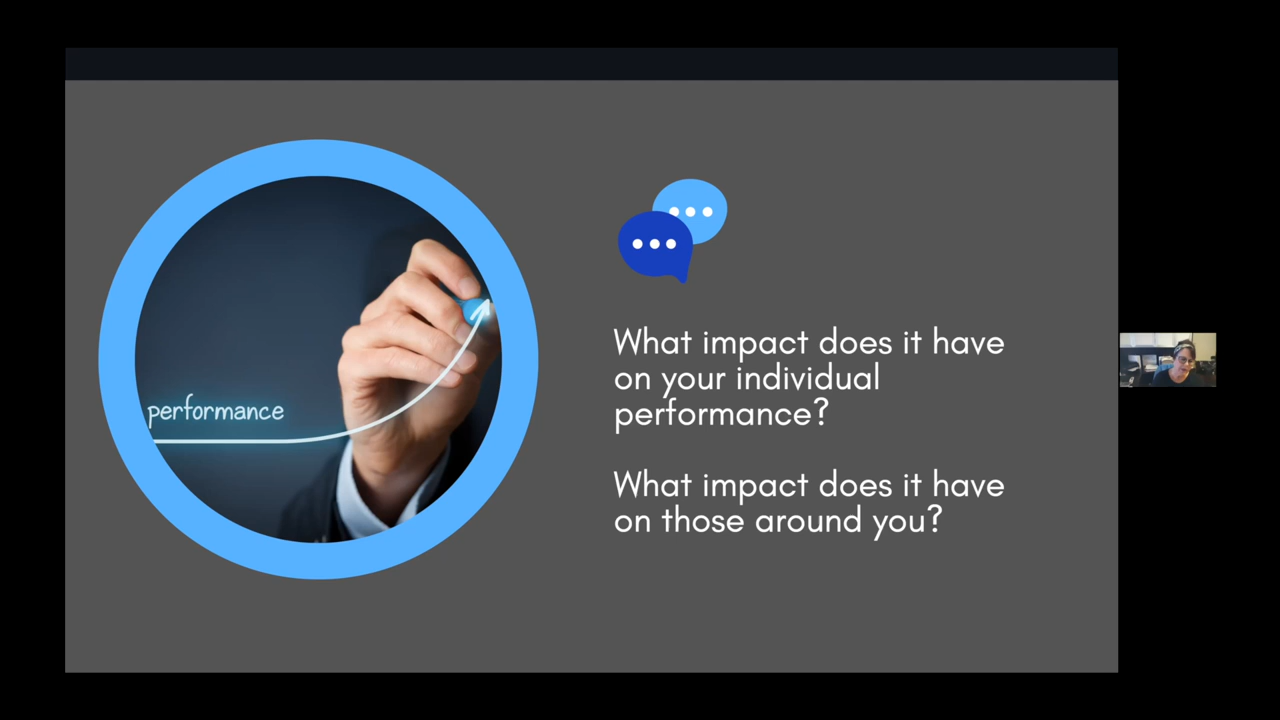 performance
What impact does it have
on your individual
performance?
What impact does it have
on those around you?